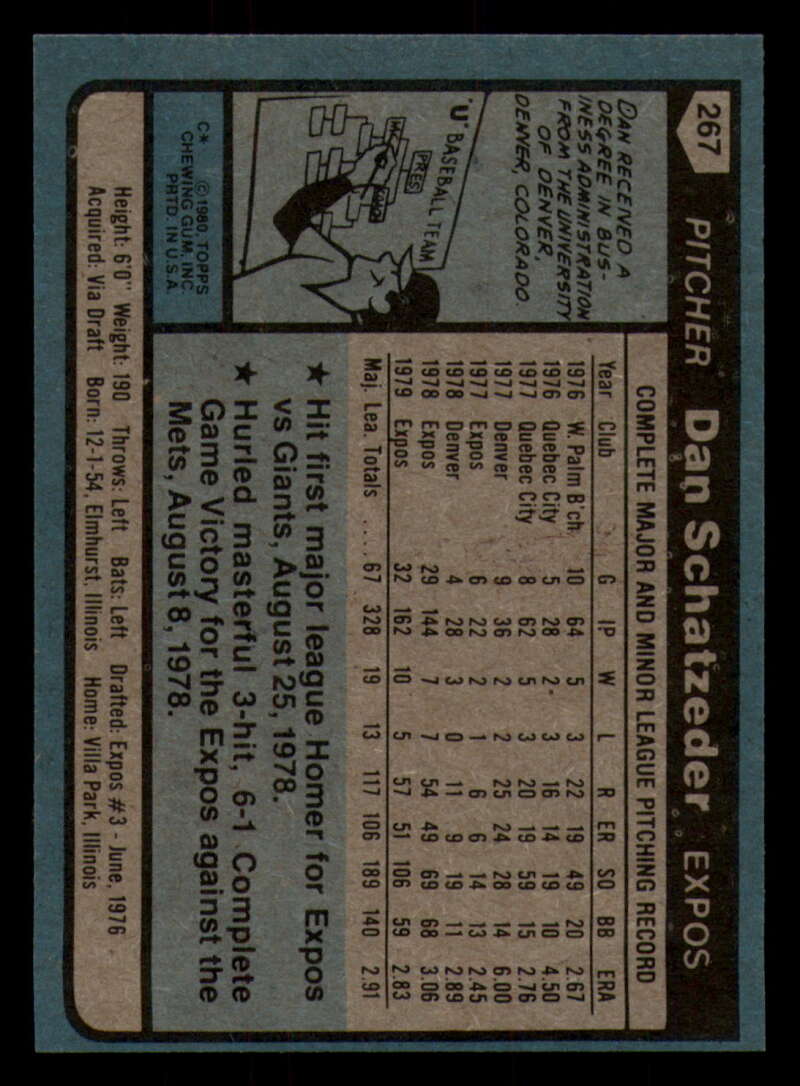 267 PITCHER Dan Schatzeder EXPOS
COMPLETE MAJOR AND MINOR LEAGUE PITCHING RECORD
Year Club G IP W L R ER SO BB ERA
1976 W. Palm B'ch 10 64 5 3 22 19 49 20 2.67
1976 Quebec City 5 28 2 3 16 14 19 10 4.50
1977 Quebec City 8 62 5 3 20 19 59 15 2.76
1977 Denver 9 36 2 2 25 24 28 14 6.00
1977 Expos 6 22 2 1 6 6 14 13 2.45
1978 Denver 4 28 3 0 11 9 19 11 2.89
1978 Expos 29 144 7 7 54 49 69 68 3.06
1979 Expos 32 162 10 5 57 51 106 59 2.83
Maj. Lea. Totals .... 67 328 19 13 117 106 189 140 2.91
DAN RECEIVED A
DEGREE IN BUS-
INESS ADMINISTRATION
FROM THE UNIVERSITY
OF DENVER,
DENVER, COLORADO.
"U" BASEBALL TEAM
PRES
C* © 1980 TOPPS
CHEWING GUM, INC.
PRTD. IN U.S.A.
★ Hit first major league Homer for Expos
vs Giants, August 25, 1978.
★ Hurled masterful 3-hit, 6-1 Complete
Game Victory for the Expos against the
Mets, August 8, 1978.
Height: 6'0" Weight: 190 Throws: Left Bats: Left Drafted: Expos #3 - June, 1976
Acquired: Via Draft Born: 12-1-54, Elmhurst, Illinois Home: Villa Park, Illinois